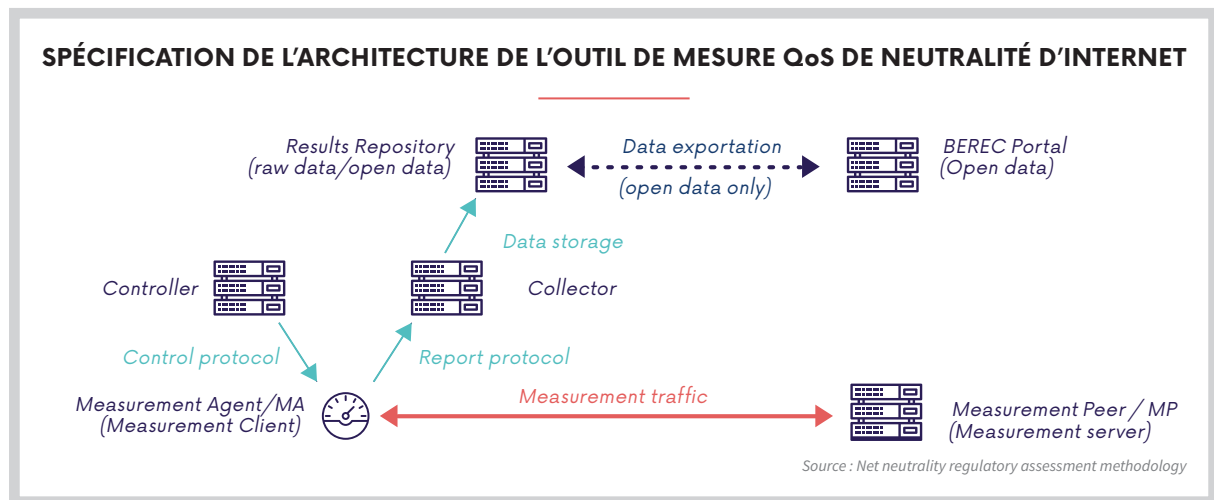 SPÉCIFICATION DE L'ARCHITECTURE DE L'OUTIL DE MESURE QoS DE NEUTRALITÉ D'INTERNET
Results Repository
(raw data/open data)
Data exportation
(open data only)
BEREC Portal
(Open data)
Data storage
Controller
Collector
Control protocol
Report protocol
Measurement Agent/MA
(Measurement Client)
Measurement traffic
Measurement Peer / MP
(Measurement server)
Source : Net neutrality regulatory assessment methodology